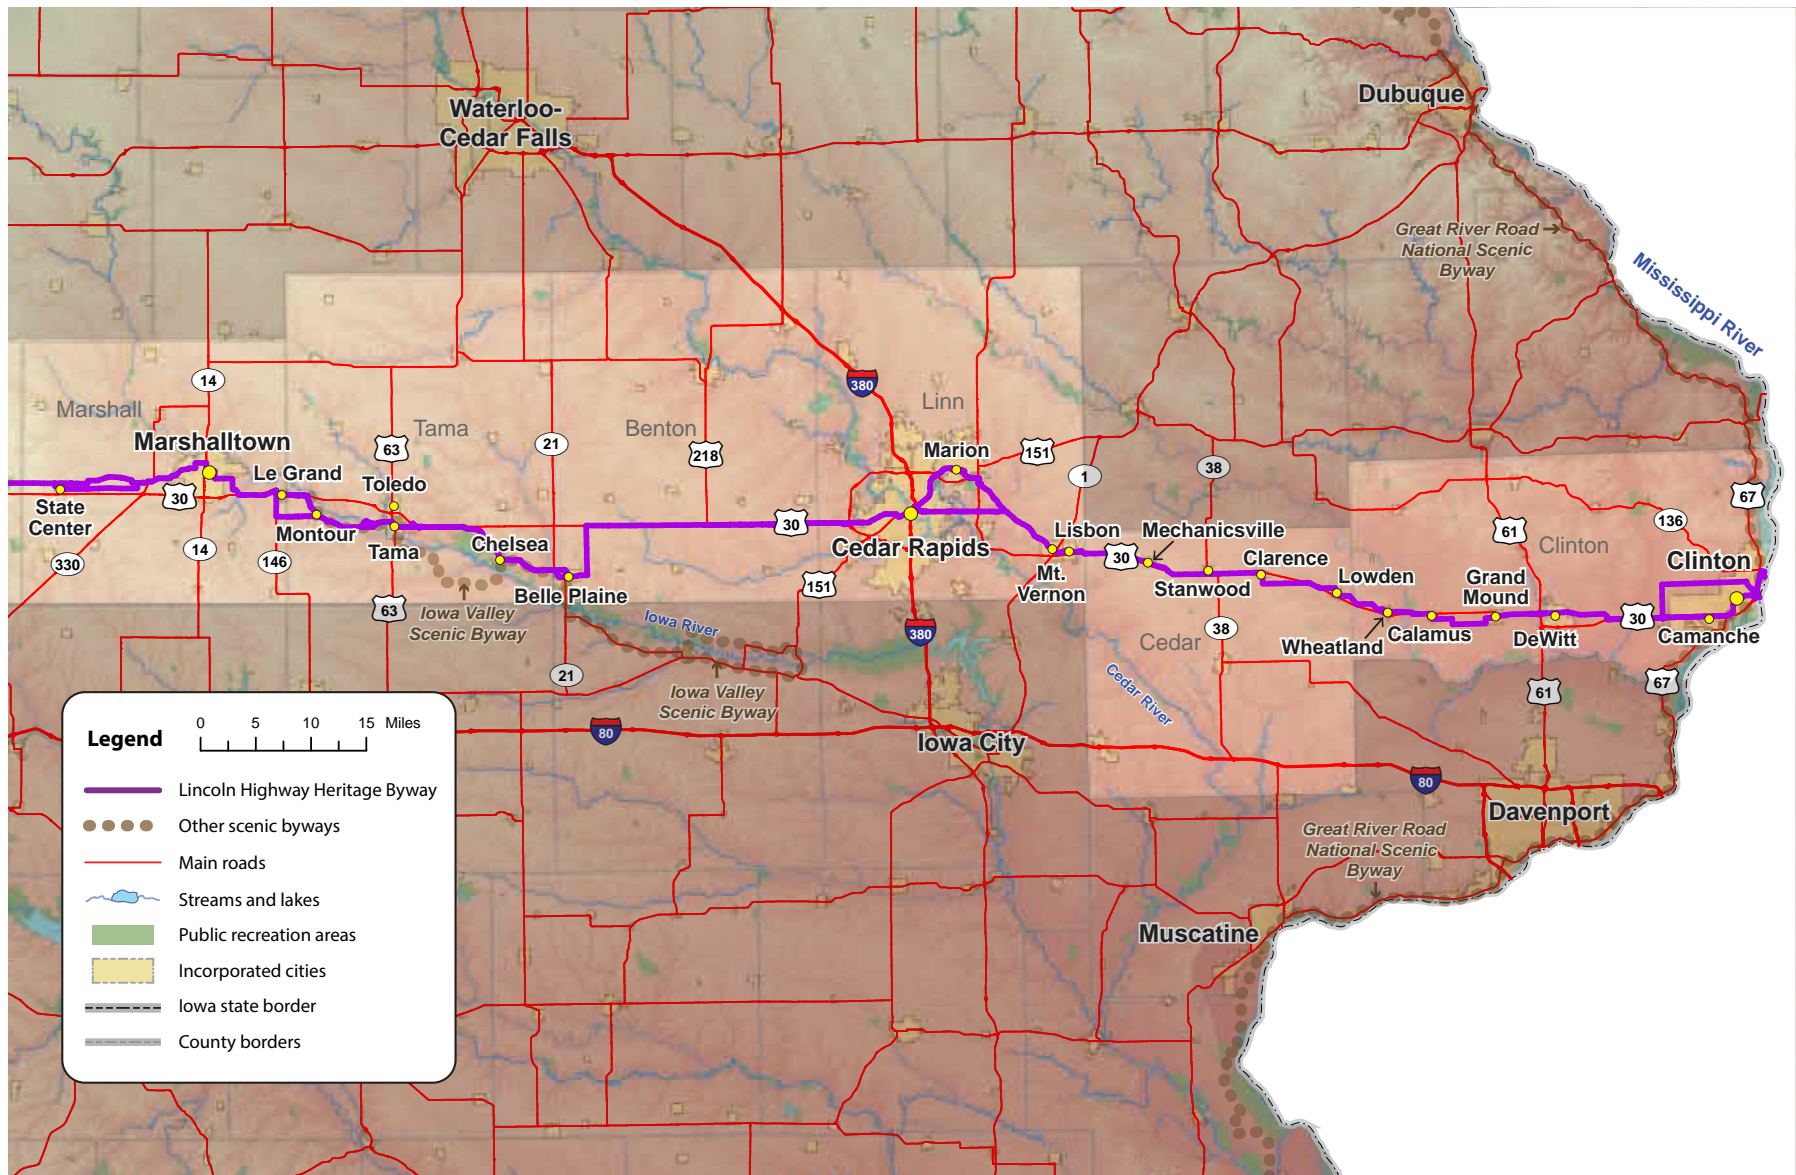 Waterloo-
Cedar Falls
Dubuque
Great River Road
National Scenic
Byway
Mississippi River
14
380
Marshall
Tama
Benton
Linn
Marshalltown
63
21
218
Marion
151
1
38
67
Le Grand
Toledo
30
State
Center
Montour
Tama
Chelsea
30
Cedar Rapids
Lisbon
Mechanicsville
61
136
Clinton
Clinton
330
14
146
63
Belle Plaine
151
Mt.
Vernon
30
Stanwood
Clarence
Lowden
Grand
Mound
Wheatland
Calamus
DeWitt
30
Camanche
Iowa Valley
Scenic Byway
Iowa River
380
38
Cedar
21
Iowa Valley
Scenic Byway
Cedar River
61
67
80
Iowa City
80
Davenport
Great River Road
National Scenic
Byway
Muscatine
Legend
0 5 10 15 Miles
Lincoln Highway Heritage Byway
Other scenic byways
Main roads
Streams and lakes
Public recreation areas
Incorporated cities
Iowa state border
County borders